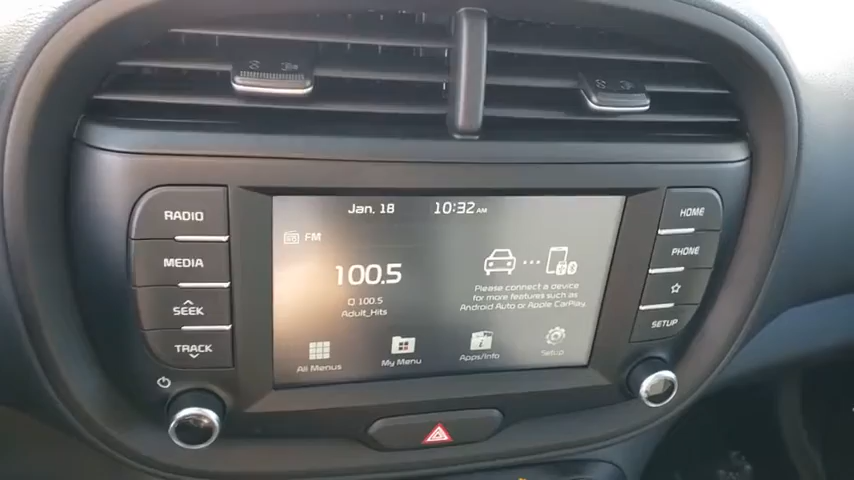 Jan. 18
10:32 AM
RADIO
MEDIA
SEEK
TRACK
FM
100.5
Q 100.5
Adult_Hits
Please connect a device
for more features such as
Android Auto or Apple CarPlay.
All Menus
My Menu
Apps/Info
Setup
HOME
PHONE
SETUP